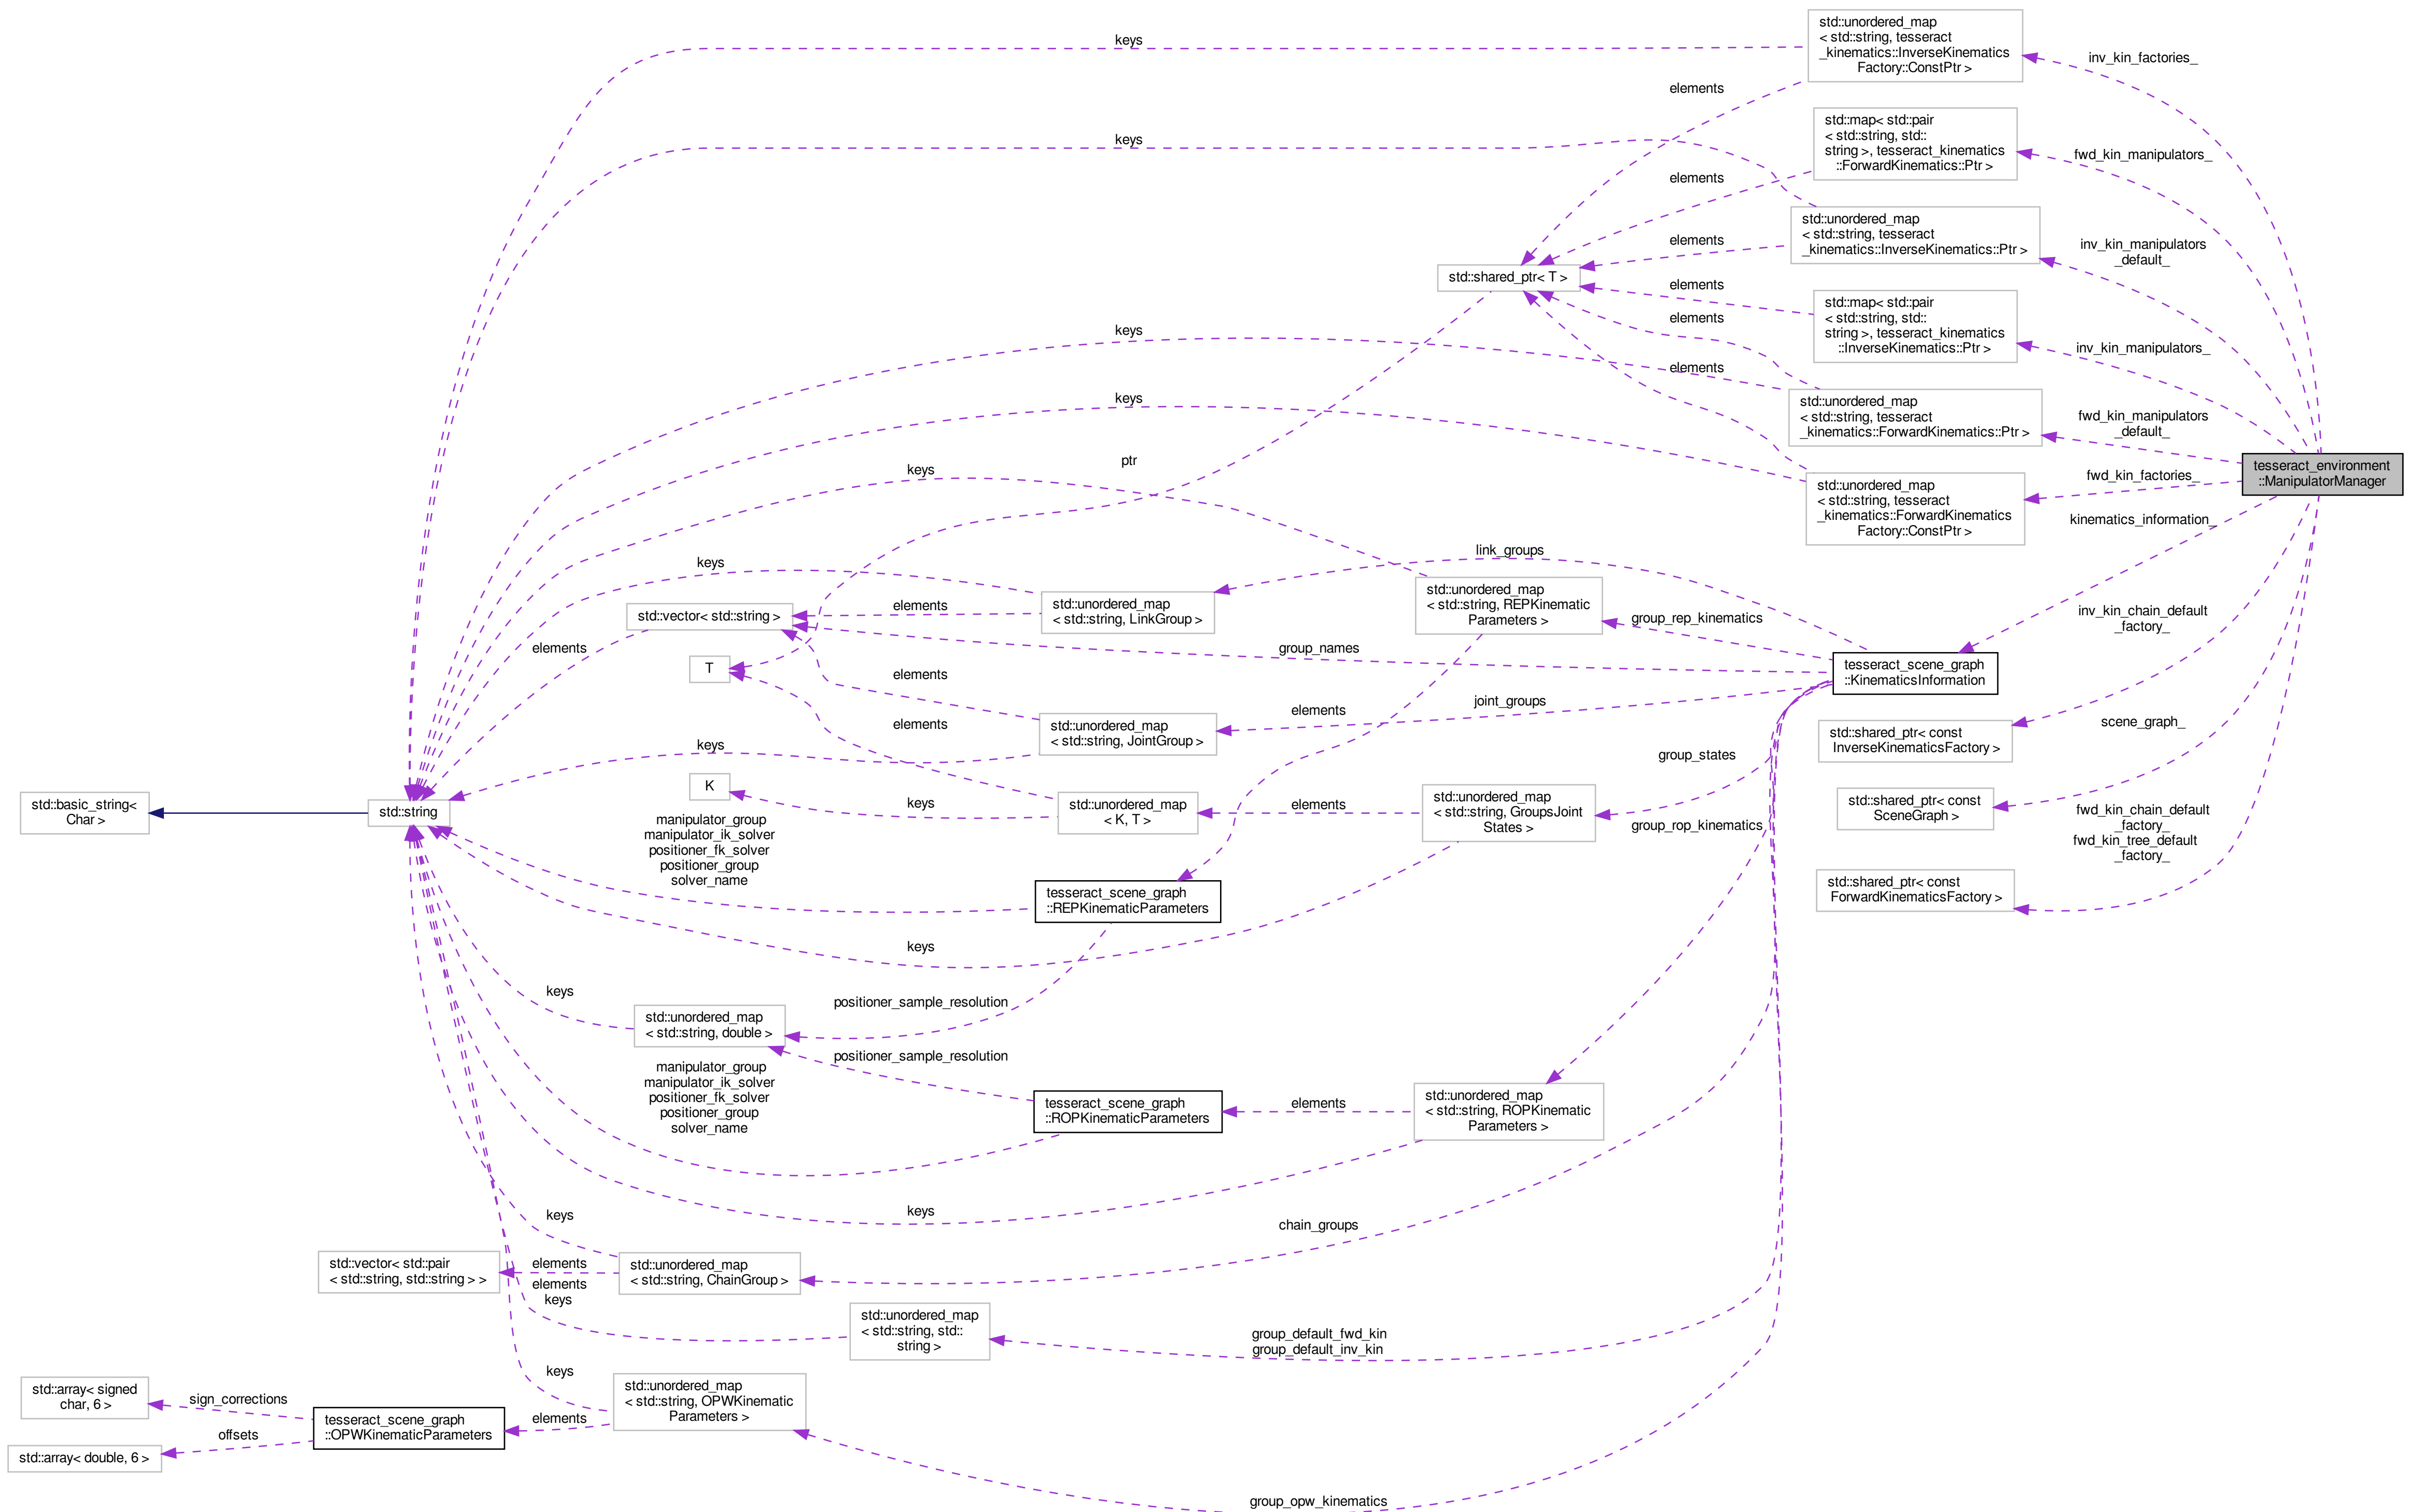 std::unordered_map
< std::string, tesseract
_kinematics::InverseKinematics
Factory::ConstPtr >
keys
inv_kin_factories_
elements
std::map< std::pair
< std::string, std::
string >, tesseract_kinematics
::ForwardKinematics::Ptr >
keys
fwd_kin_manipulators_
elements
std::unordered_map
< std::string, tesseract
_kinematics::InverseKinematics::Ptr >
elements
inv_kin_manipulators
_default_
std::shared_ptr< T >
elements
std::map< std::pair
< std::string, std::
string >, tesseract_kinematics
::InverseKinematics::Ptr >
elements
keys
inv_kin_manipulators_
elements
keys
std::unordered_map
< std::string, tesseract
_kinematics::ForwardKinematics::Ptr >
fwd_kin_manipulators
_default_
ptr
keys
tesseract_environment
::ManipulatorManager
fwd_kin_factories_
std::unordered_map
< std::string, tesseract
_kinematics::ForwardKinematics
Factory::ConstPtr >
kinematics_information_
link_groups
keys
std::unordered_map
< std::string, REPKinematic
Parameters >
std::unordered_map
< std::string, LinkGroup >
elements
std::vector< std::string >
group_rep_kinematics
inv_kin_chain_default
_factory_
elements
group_names
T
tesseract_scene_graph
::KinematicsInformation
elements
joint_groups
elements
elements
std::unordered_map
< std::string, JointGroup >
keys
scene_graph_
std::shared_ptr< const
InverseKinematicsFactory >
group_states
K
std::basic_string<
Char >
std::string
keys
std::unordered_map
< K, T >
elements
std::unordered_map
< std::string, GroupsJoint
States >
group_rop_kinematics
std::shared_ptr< const
SceneGraph >
fwd_kin_chain_default
_factory_
fwd_kin_tree_default
_factory_
manipulator_group
manipulator_ik_solver
positioner_fk_solver
positioner_group
solver_name
tesseract_scene_graph
::REPKinematicParameters
std::shared_ptr< const
ForwardKinematicsFactory >
keys
keys
positioner_sample_resolution
std::unordered_map
< std::string, double >
positioner_sample_resolution
manipulator_group
manipulator_ik_solver
positioner_fk_solver
positioner_group
solver_name
tesseract_scene_graph
::ROPKinematicParameters
elements
std::unordered_map
< std::string, ROPKinematic
Parameters >
keys
keys
chain_groups
std::vector< std::pair
< std::string, std::string > >
elements
std::unordered_map
< std::string, ChainGroup >
elements
keys
std::unordered_map
< std::string, std::
string >
group_default_fwd_kin
group_default_inv_kin
keys
std::array< signed
char, 6 >
sign_corrections
tesseract_scene_graph
::OPWKinematicParameters
elements
std::unordered_map
< std::string, OPWKinematic
Parameters >
offsets
std::array< double, 6 >
group_opw_kinematics